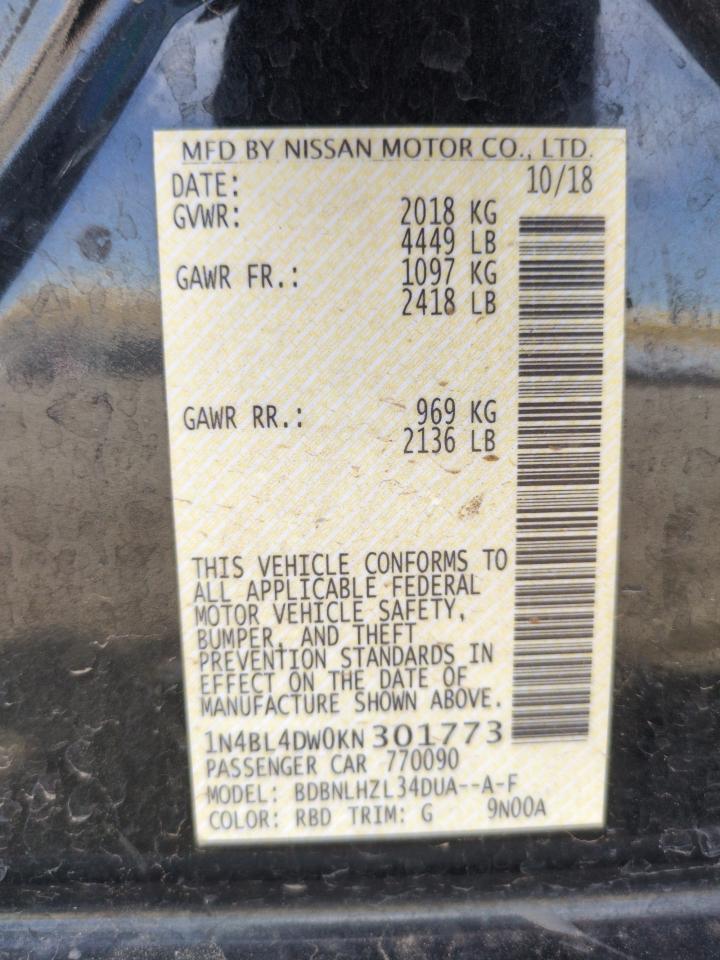 MFD BY NISSAN MOTOR CO., LTD.
DATE: 10/18
GVWR: 2018 KG
4449 LB
GAWR FR.: 1097 KG
2418 LB
GAWR RR.: 969 KG
2136 LB
THIS VEHICLE CONFORMS TO
ALL APPLICABLE FEDERAL
MOTOR VEHICLE SAFETY,
BUMPER, AND THEFT
PREVENTION STANDARDS IN
EFFECT ON THE DATE OF
MANUFACTURE SHOWN ABOVE.
1N4BL4DW0KN 301773
PASSENGER CAR 770090
MODEL: BDBNLHZL34DUA--A-F
COLOR: RBD TRIM: G 9N00A